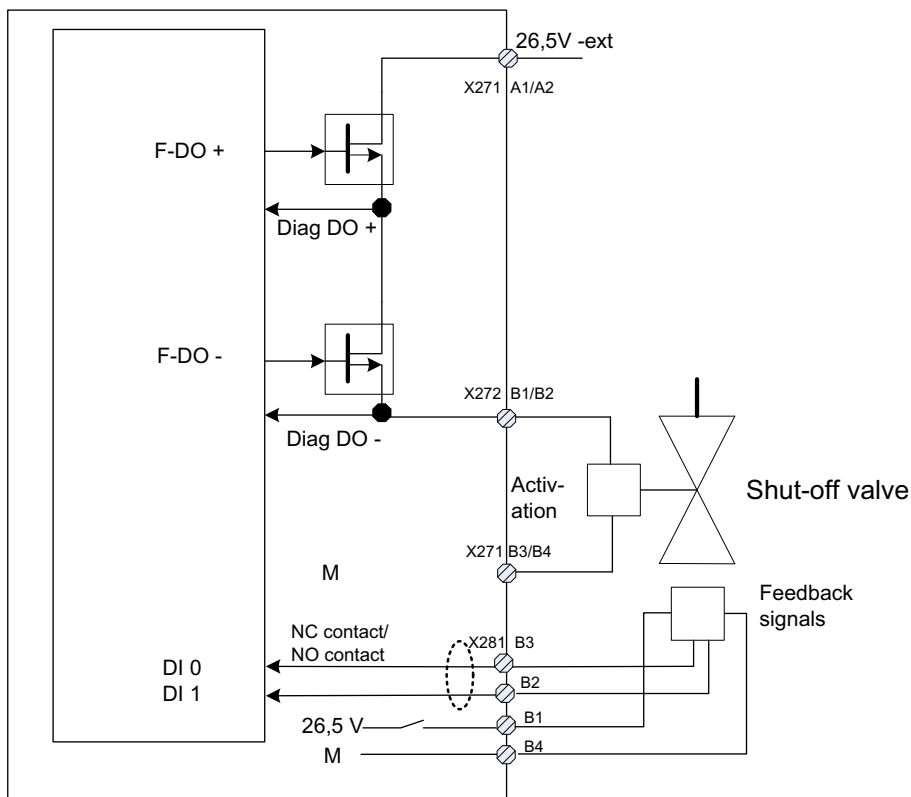 26,5V -ext
X271 A1/A2
F-DO +
Diag DO +
F-DO -
X272 B1/B2
Diag DO -
Activ-
ation
Shut-off valve
X271 B3/B4
M
Feedback
signals
NC contact/
NO contact
X281 B3
DI 0
DI 1
B2
26,5 V
B1
M
B4